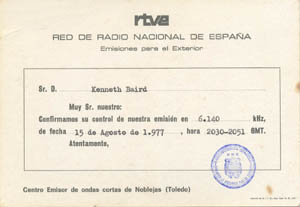 rtve
RED DE RADIO NACIONAL DE ESPAÑA
Emisiones para el Exterior
Sr. D. Kenneth Baird
Muy Sr. nuestro:
Confirmamos su control de nuestra emisión en 6.140 kHz,
de fecha 15 de Agosto de 1.977, hora 2030-2051 GMT.
Atentamente,
Centro Emisor de ondas cortas de Noblejas (Toledo)